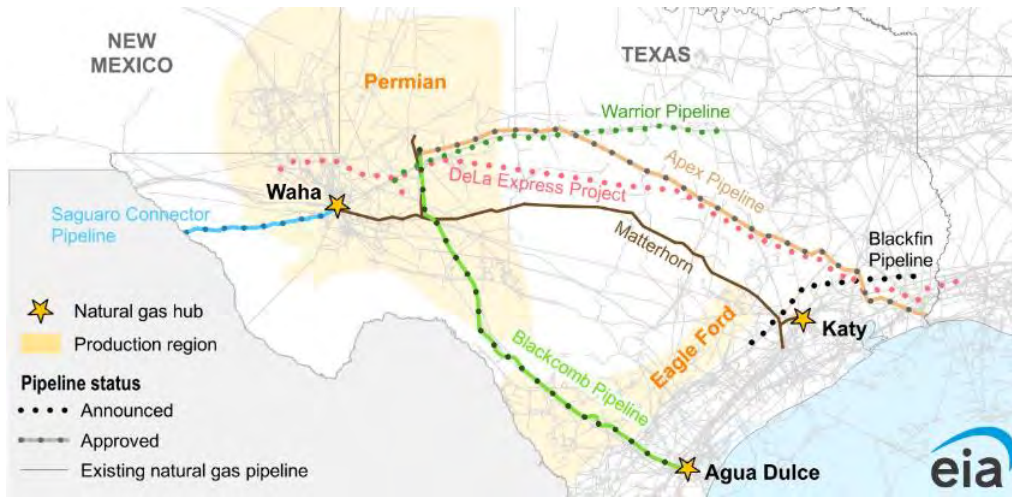 NEW
MEXICO
TEXAS
Permian
Warrior Pipeline
Apex Pipeline
DeLa Express Project
Waha
Saguaro Connector
Pipeline
Matterhorn
Blackfin
Pipeline
Katy
Eagle Ford
Blackcomb Pipeline
Agua Dulce
Natural gas hub
Production region
Pipeline status
Announced
Approved
Existing natural gas pipeline
eia